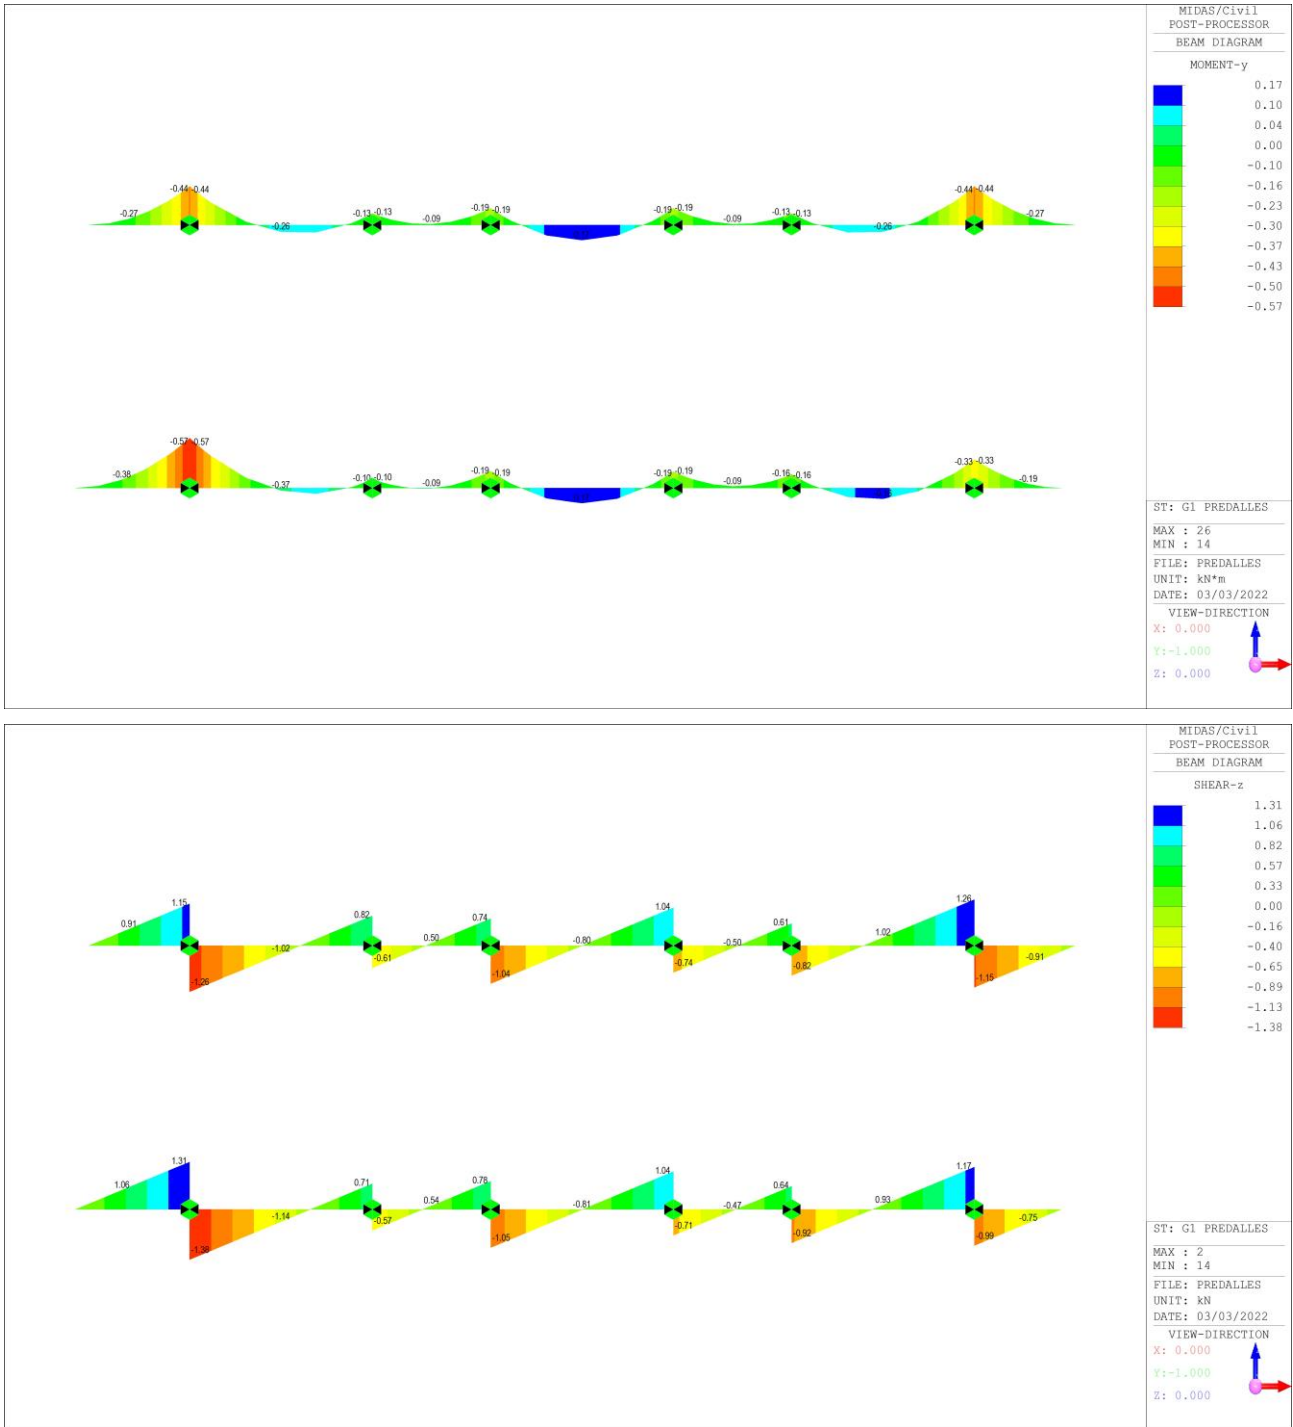 MIDAS/Civil
POST-PROCESSOR
BEAM DIAGRAM
MOMENT-y
0.17
0.10
0.04
0.00
-0.10
-0.16
-0.23
-0.30
-0.37
-0.43
-0.50
-0.57
-0.27 -0.44 -0.44 -0.26 -0.13 -0.13 -0.09 -0.19 -0.19 -0.19 -0.19 -0.09 -0.13 -0.13 -0.26 -0.44 -0.44 -0.27
-0.38 -0.57 -0.57 -0.37 -0.10 -0.10 -0.09 -0.19 -0.19 -0.19 -0.19 -0.09 -0.16 -0.16 -0.33 -0.33 -0.19
ST: G1 PREDALLES
MAX : 26
MIN : 14
FILE: PREDALLES
UNIT: kN*m
DATE: 03/03/2022
VIEW-DIRECTION
X: 0.000
Y:-1.000
Z: 0.000
MIDAS/Civil
POST-PROCESSOR
BEAM DIAGRAM
SHEAR-z
1.31
1.06
0.82
0.57
0.33
0.00
-0.16
-0.40
-0.65
-0.89
-1.13
-1.38
0.91 1.15 -1.26 -1.02 0.82 -0.61 0.50 0.74 -1.04 -0.80 1.04 -0.74 -0.50 0.61 -0.82 1.02 1.26 -1.15 -0.91
1.06 1.31 -1.38 -1.14 0.71 -0.57 0.54 0.78 -1.05 -0.81 1.04 -0.71 -0.47 0.64 -0.92 0.93 1.17 -0.99 -0.75
ST: G1 PREDALLES
MAX : 2
MIN : 14
FILE: PREDALLES
UNIT: kN
DATE: 03/03/2022
VIEW-DIRECTION
X: 0.000
Y:-1.000
Z: 0.000